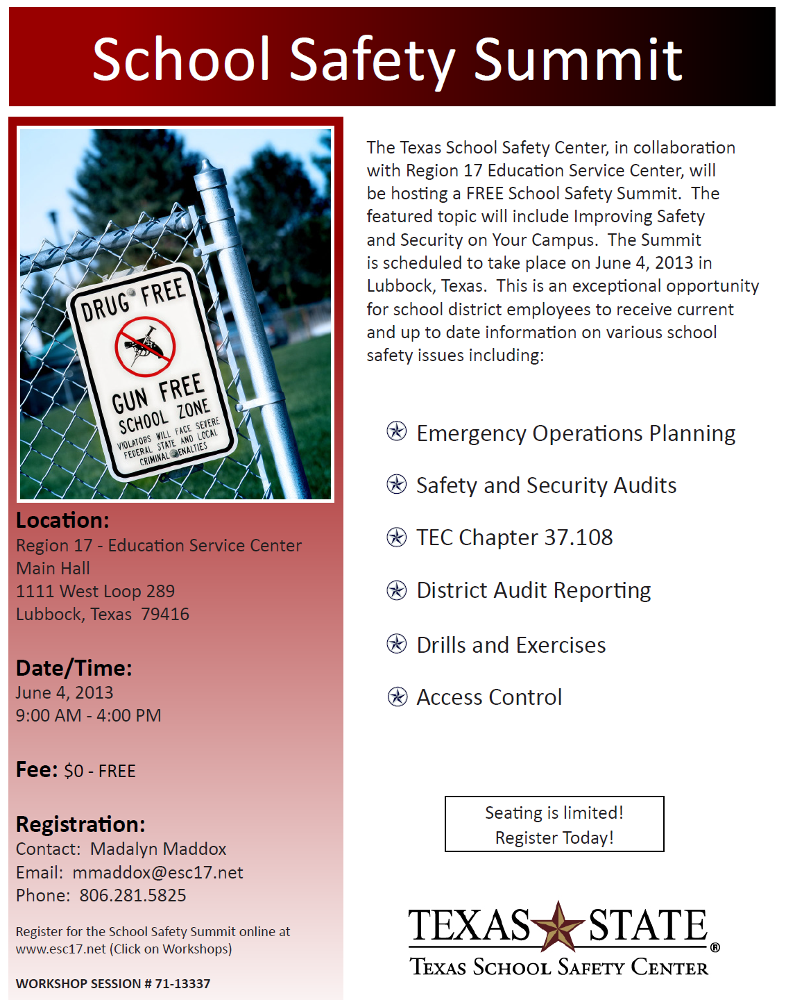 School Safety Summit
DRUG FREE
GUN FREE
SCHOOL ZONE
VIOLATORS WILL FACE SEVERE
FEDERAL STATE AND LOCAL
CRIMINAL PENALTIES
Location:
Region 17 - Education Service Center
Main Hall
1111 West Loop 289
Lubbock, Texas  79416
Date/Time:
June 4, 2013
9:00 AM - 4:00 PM
Fee: $0 - FREE
Registration:
Contact:  Madalyn Maddox
Email:  mmaddox@esc17.net
Phone:  806.281.5825
Register for the School Safety Summit online at
www.esc17.net (Click on Workshops)
WORKSHOP SESSION # 71-13337
The Texas School Safety Center, in collaboration
with Region 17 Education Service Center, will
be hosting a FREE School Safety Summit.  The
featured topic will include Improving Safety
and Security on Your Campus.  The Summit
is scheduled to take place on June 4, 2013 in
Lubbock, Texas.  This is an exceptional opportunity
for school district employees to receive current
and up to date information on various school
safety issues including:
Emergency Operations Planning
Safety and Security Audits
TEC Chapter 37.108
District Audit Reporting
Drills and Exercises
Access Control
Seating is limited!
Register Today!
TEXAS STATE ®
TEXAS SCHOOL SAFETY CENTER